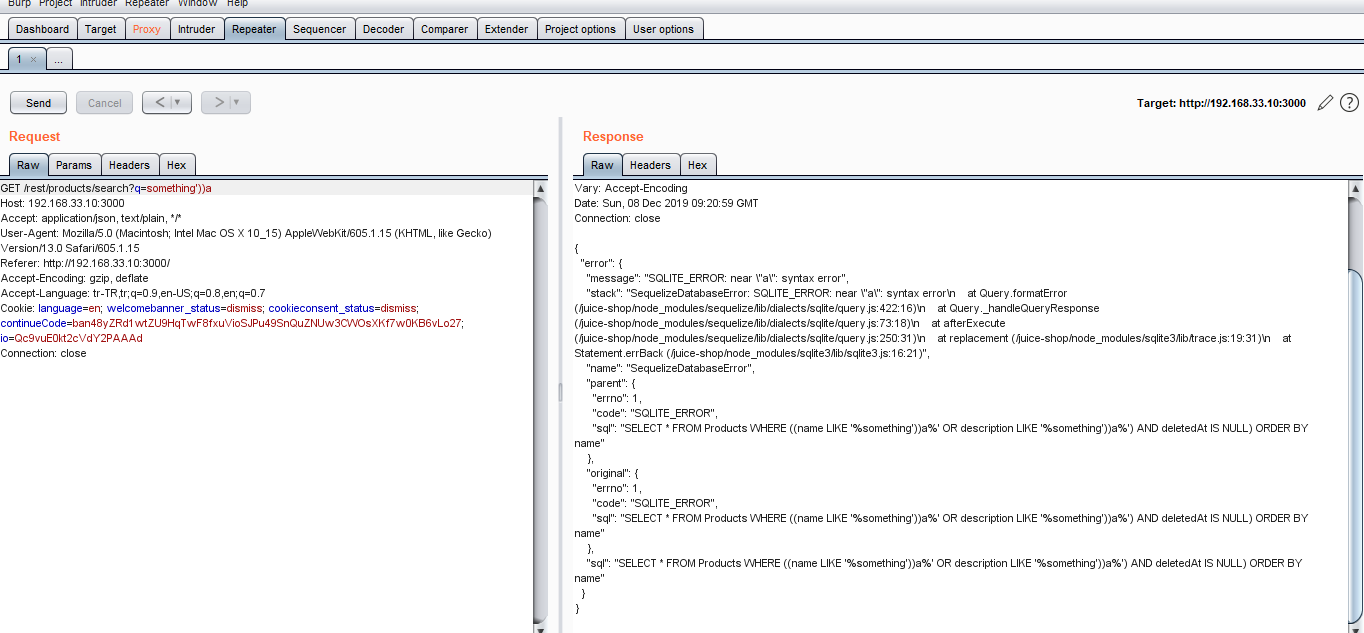 Burp Project Intruder Repeater Window Help
Dashboard Target Proxy Intruder Repeater Sequencer Decoder Comparer Extender Project options User options
1 × ...
Send Cancel < | ▼ > | ▼ Target: http://192.168.33.10:3000 ?
Request
Raw Params Headers Hex
GET /rest/products/search?q=something'))a
Host: 192.168.33.10:3000
Accept: application/json, text/plain, */*
User-Agent: Mozilla/5.0 (Macintosh; Intel Mac OS X 10_15) AppleWebKit/605.1.15 (KHTML, like Gecko)
Version/13.0 Safari/605.1.15
Referer: http://192.168.33.10:3000/
Accept-Encoding: gzip, deflate
Accept-Language: tr-TR,tr;q=0.9,en-US;q=0.8,en;q=0.7
Cookie: language=en; welcomebanner_status=dismiss; cookieconsent_status=dismiss;
continueCode=ban48yZRd1wtZU9HqTwF8fxuVioSJPu49SnQuZNUw3CWOsXKf7w0KB6vLo27;
io=Qc9vuE0kt2cVdY2PAAAd
Connection: close
Response
Raw Headers Hex
Vary: Accept-Encoding
Date: Sun, 08 Dec 2019 09:20:59 GMT
Connection: close
{
"error": {
"message": "SQLITE_ERROR: near \"a\": syntax error",
"stack": "SequelizeDatabaseError: SQLITE_ERROR: near \"a\": syntax error\n at Query.formatError
(/juice-shop/node_modules/sequelize/lib/dialects/sqlite/query.js:422:16)\n at Query._handleQueryResponse
(/juice-shop/node_modules/sequelize/lib/dialects/sqlite/query.js:73:18)\n at afterExecute
(/juice-shop/node_modules/sequelize/lib/dialects/sqlite/query.js:250:31)\n at replacement (/juice-shop/node_modules/sqlite3/lib/trace.js:19:31)\n at
Statement.errBack (/juice-shop/node_modules/sqlite3/lib/sqlite3.js:16:21)",
"name": "SequelizeDatabaseError",
"parent": {
"errno": 1,
"code": "SQLITE_ERROR",
"sql": "SELECT * FROM Products WHERE ((name LIKE '%something'))a%' OR description LIKE '%something'))a%') AND deletedAt IS NULL) ORDER BY
name"
},
"original": {
"errno": 1,
"code": "SQLITE_ERROR",
"sql": "SELECT * FROM Products WHERE ((name LIKE '%something'))a%' OR description LIKE '%something'))a%') AND deletedAt IS NULL) ORDER BY
name"
},
"sql": "SELECT * FROM Products WHERE ((name LIKE '%something'))a%' OR description LIKE '%something'))a%') AND deletedAt IS NULL) ORDER BY
name"
}
}